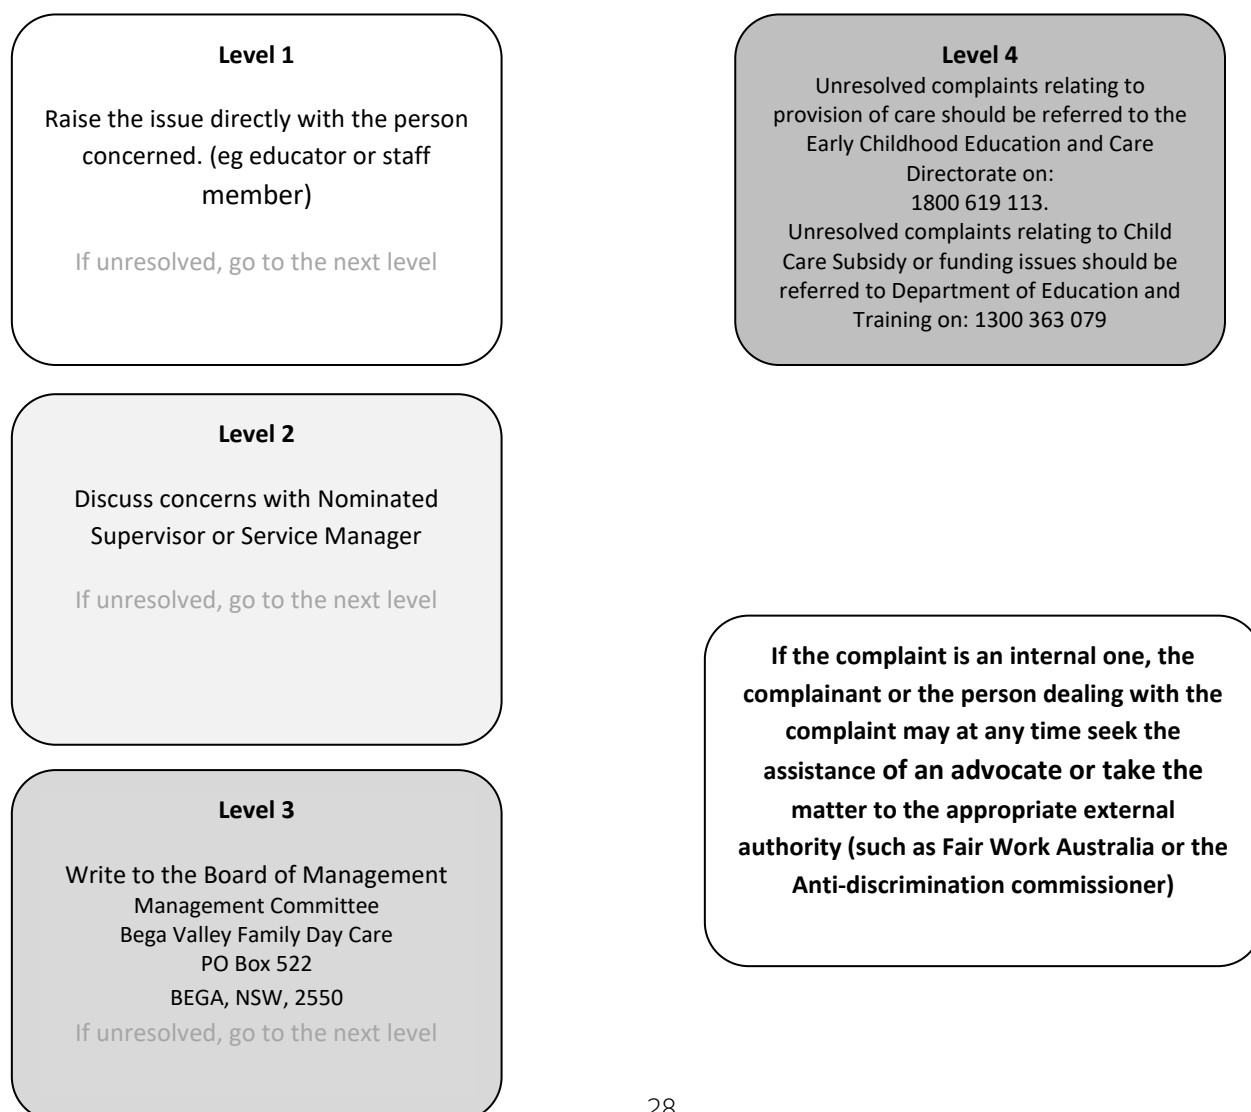 Level 1
Raise the issue directly with the person
concerned. (eg educator or staff
member)
If unresolved, go to the next level
Level 2
Discuss concerns with Nominated
Supervisor or Service Manager
If unresolved, go to the next level
Level 3
Write to the Board of Management
Management Committee
Bega Valley Family Day Care
PO Box 522
BEGA, NSW, 2550
If unresolved, go to the next level
Level 4
Unresolved complaints relating to
provision of care should be referred to the
Early Childhood Education and Care
Directorate on:
1800 619 113.
Unresolved complaints relating to Child
Care Subsidy or funding issues should be
referred to Department of Education and
Training on: 1300 363 079
If the complaint is an internal one, the
complainant or the person dealing with the
complaint may at any time seek the
assistance of an advocate or take the
matter to the appropriate external
authority (such as Fair Work Australia or the
Anti-discrimination commissioner)
28